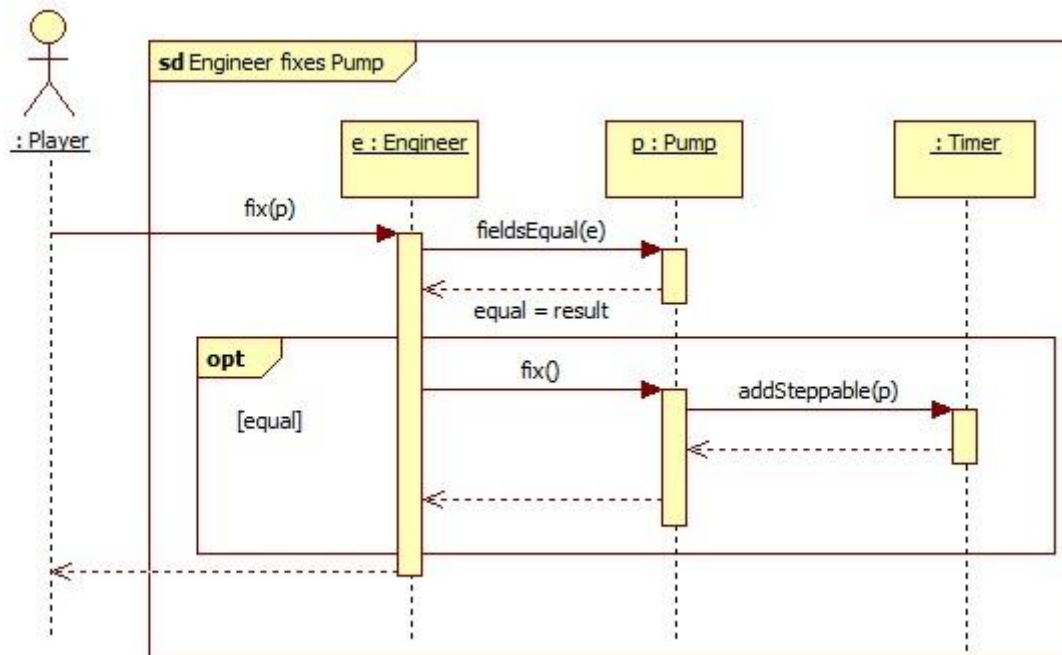 sd Engineer fixes Pump
: Player
e : Engineer
p : Pump
: Timer
fix(p)
fieldsEqual(e)
equal = result
opt
fix()
addSteppable(p)
[equal]